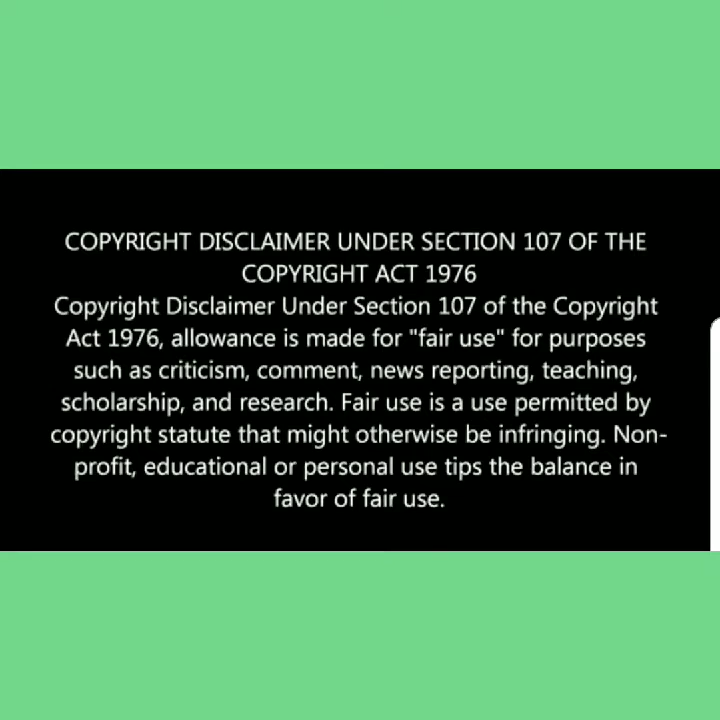 COPYRIGHT DISCLAIMER UNDER SECTION 107 OF THE
COPYRIGHT ACT 1976
Copyright Disclaimer Under Section 107 of the Copyright
Act 1976, allowance is made for "fair use" for purposes
such as criticism, comment, news reporting, teaching,
scholarship, and research. Fair use is a use permitted by
copyright statute that might otherwise be infringing. Non-
profit, educational or personal use tips the balance in
favor of fair use.